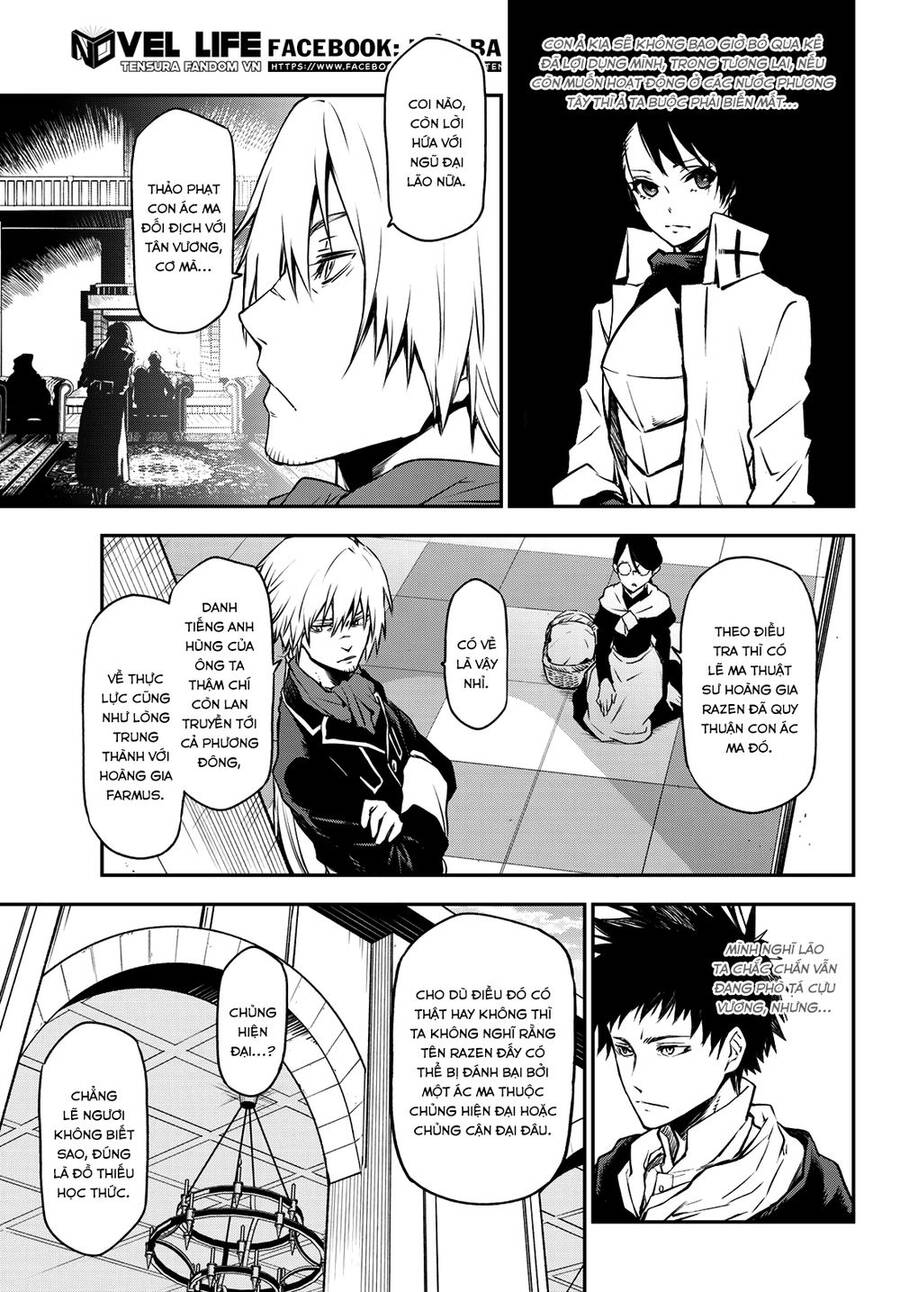 NOVEL LIFE
TENSURA FANDOM VN
FACEBOOK:
HTTPS://WWW.FACEBOOK
CON Ả KIA SẼ KHÔNG BAO GIỜ BỎ QUA KẺ
ĐÃ LỢI DỤNG MÌNH, TRONG TƯƠNG LAI, NẾU
CÒN MUỐN HOẠT ĐỘNG Ở CÁC NƯỚC PHƯƠNG
TÂY THÌ Ả TA BUỘC PHẢI BIẾN MẤT...
COI NÀO,
CÒN LỜI
HỨA VỚI
NGŨ ĐẠI
LÃO NỮA.
THẢO PHẠT
CON ÁC MA
ĐỐI ĐỊCH VỚI
TÂN VƯƠNG,
CƠ MÀ...
THEO ĐIỀU
TRA THÌ CÓ
LẼ MA THUẬT
SƯ HOÀNG GIA
RAZEN ĐÃ QUY
THUẬN CON ÁC
MA ĐÓ.
CÓ VẺ
LÀ VẬY
NHỈ.
DANH
TIẾNG ANH
HÙNG CỦA
ÔNG TA
THẬM CHÍ
CÒN LAN
TRUYỀN TỚI
CẢ PHƯƠNG
ĐÔNG,
VỀ THỰC
LỰC CŨNG
NHƯ LÒNG
TRUNG
THÀNH VỚI
HOÀNG GIA
FARMUS.
MÌNH NGHĨ LÃO
TA CHẮC CHẮN VẪN
ĐANG PHÒ TÁ CỰU
VƯƠNG, NHƯNG...
CHO DÙ ĐIỀU ĐÓ CÓ
THẬT HAY KHÔNG THÌ
TA KHÔNG NGHĨ RẰNG
TÊN RAZEN ĐẤY CÓ
THỂ BỊ ĐÁNH BẠI BỞI
MỘT ÁC MA THUỘC
CHỦNG HIỆN ĐẠI HOẶC
CHỦNG CẬN ĐẠI ĐÂU.
CHỦNG
HIỆN
ĐẠI...?
CHẲNG
LẼ NGƯƠI
KHÔNG BIẾT
SAO, ĐÚNG
LÀ ĐỒ THIẾU
HỌC THỨC.